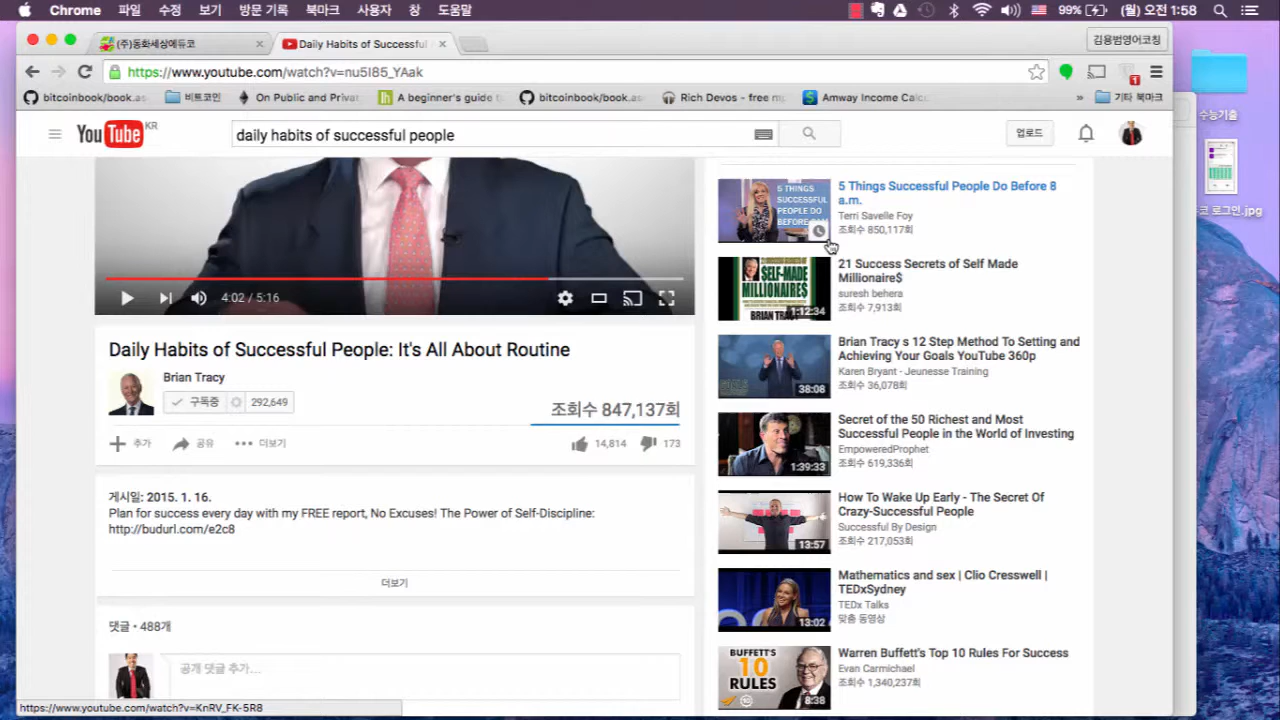 Chrome 파일 수정 보기 방문 기록 북마크 사용자 창 도움말
99% (월) 오전 1:58
(주)동화세상에듀코
Daily Habits of Successful
김용범영어코칭
https://www.youtube.com/watch?v=nu5I85_YAak
1
bitcoinbook/book.as
비트코인
On Public and Privat
A beginner's guide t
bitcoinbook/book.as
Rich Devos - free m
Amway Income Calc
» 기타 북마크
YouTube KR
daily habits of successful people
업로드
수능기출
코 로그인.jpg
4:02 / 5:16
Daily Habits of Successful People: It's All About Routine
Brian Tracy
구독중 292,649
조회수 847,137회
추가 공유 더보기
14,814 173
게시일: 2015. 1. 16.
Plan for success every day with my FREE report, No Excuses! The Power of Self-Discipline:
http://budurl.com/e2c8
더보기
댓글 • 488개
공개 댓글 추가...
https://www.youtube.com/watch?v=KnRV_FK-5R8
5 THINGS
SUCCESSFUL
PEOPLE DO
5 Things Successful People Do Before 8
a.m.
Terri Savelle Foy
조회수 850,117회
SELF-MADE
MILLIONAIRE$
BRIAN TRACY
1:12:34
21 Success Secrets of Self Made
Millionaire$
suresh behera
조회수 7,913회
38:08
Brian Tracy s 12 Step Method To Setting and
Achieving Your Goals YouTube 360p
Karen Bryant - Jeunesse Training
조회수 36,078회
1:39:33
Secret of the 50 Richest and Most
Successful People in the World of Investing
EmpoweredProphet
조회수 619,336회
13:57
How To Wake Up Early - The Secret Of
Crazy-Successful People
Successful By Design
조회수 217,053회
13:02
Mathematics and sex | Clio Cresswell |
TEDxSydney
TEDx Talks
맞춤 동영상
BUFFETT'S
10
RULES
8:38
Warren Buffett's Top 10 Rules For Success
Evan Carmichael
조회수 1,340,237회